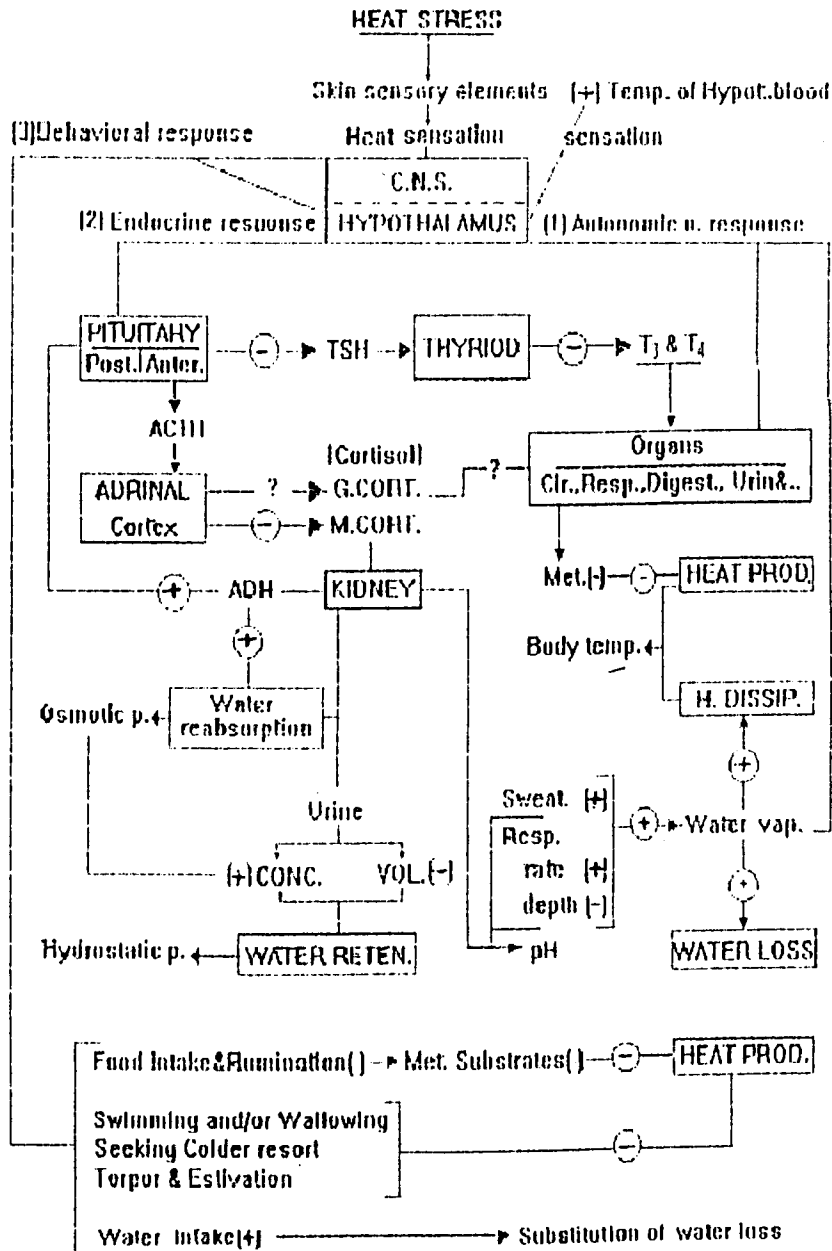 HEAT STRESS
Skin sensory elements (+) Temp. of Hypot.blood
(3)Behavioral response Heat sensation sensation
C.N.S.
(2) Endocrine response HYPOTHALAMUS (1) Autonomic n. response
PITUITARY
Post.|Anter. - TSH THYRIOD - T3 & T4
ACTH
Organs
(Cortisol)
Cir.,Resp.,Digest., Urin&..
ADRINAL ? G.CORT. ?
Cortex - M.CORT.
Met.(-) - HEAT PROD.
+ ADH KIDNEY
+
Body temp.
Water
reabsorption
Osmotic p.
H. DISSIP.
+
Urine
Sweat. (+)
Resp. + Water vap.
rate (+)
depth (-)
(+) CONC. VOL.(-)
+
Hydrostatic p. WATER RETEN. pH WATER LOSS
Food Intake&Rumination( ) Met. Substrates( ) - HEAT PROD.
Swimming and/or Wallowing
Seeking Colder resort -
Torpor & Estivation
Water intake(+) Substitution of water loss